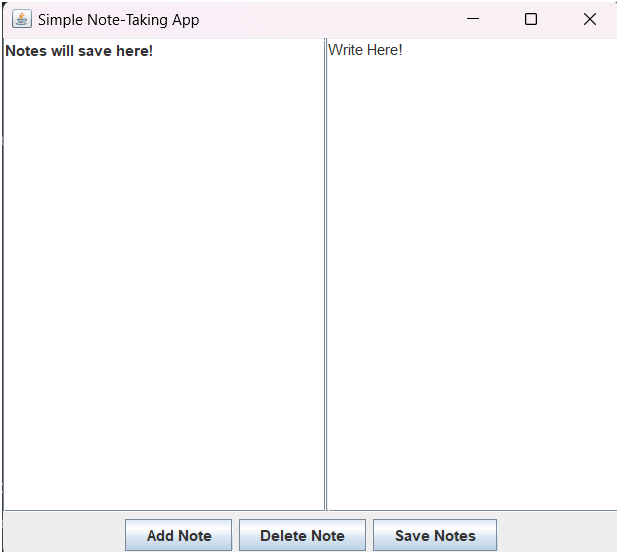 Simple Note-Taking App
Notes will save here!
Write Here!
Add Note
Delete Note
Save Notes